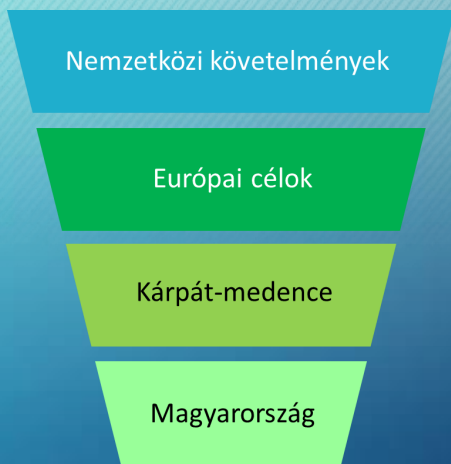 Nemzetközi követelmények
Európai célok
Kárpát-medence
Magyarország